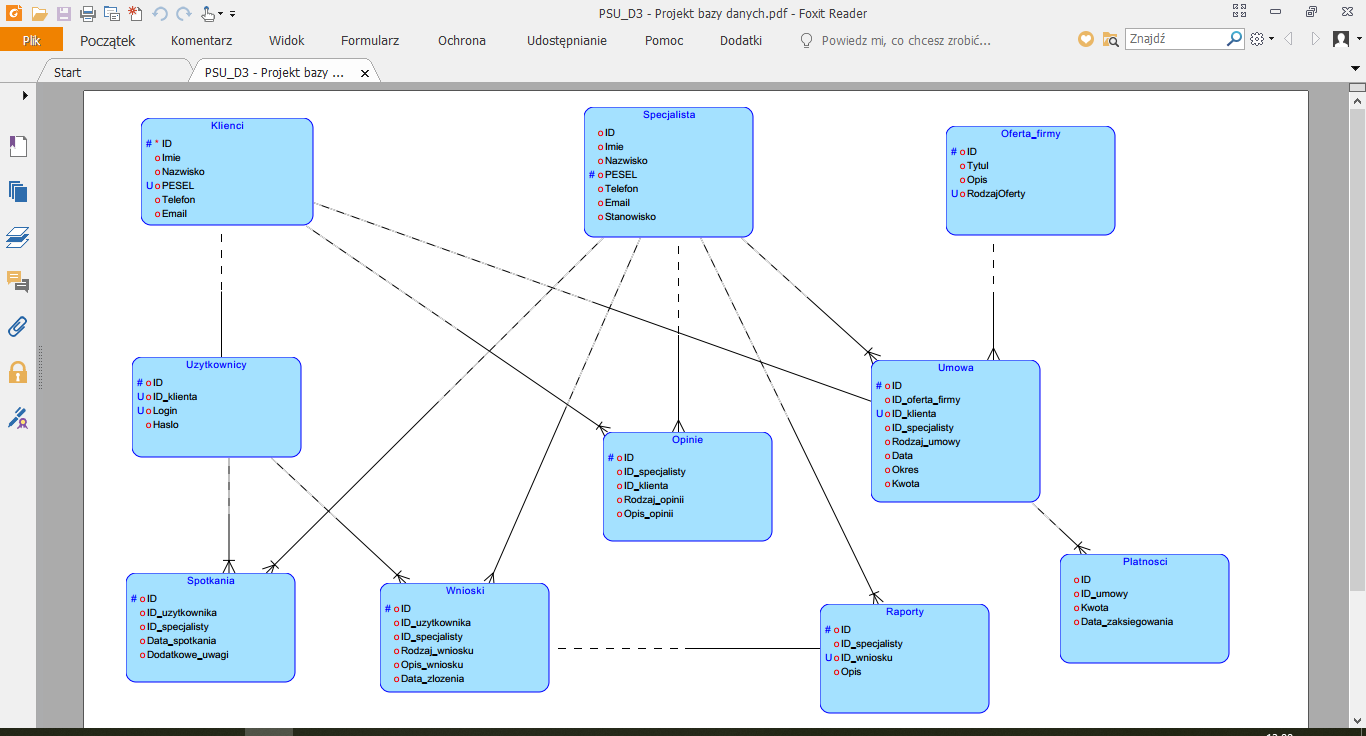 PSU_D3 - Projekt bazy danych.pdf - Foxit Reader
Plik
Początek
Komentarz
Widok
Formularz
Ochrona
Udostępnianie
Pomoc
Dodatki
Powiedz mi, co chcesz zrobić...
Znajdź
Start
PSU_D3 - Projekt bazy ...
Klienci
# * ID
o Imie
o Nazwisko
U o PESEL
o Telefon
o Email
Specjalista
o ID
o Imie
o Nazwisko
# o PESEL
o Telefon
o Email
o Stanowisko
Oferta_firmy
# o ID
o Tytul
o Opis
U o RodzajOferty
Uzytkownicy
# o ID
U o ID_klienta
U o Login
o Haslo
Umowa
# o ID
o ID_oferta_firmy
U o ID_klienta
o ID_specjalisty
o Rodzaj_umowy
o Data
o Okres
o Kwota
Opinie
# o ID
o ID_specjalisty
o ID_klienta
o Rodzaj_opinii
o Opis_opinii
Spotkania
# o ID
o ID_uzytkownika
o ID_specjalisty
o Data_spotkania
o Dodatkowe_uwagi
Wnioski
# o ID
o ID_uzytkownika
o ID_specjalisty
o Rodzaj_wniosku
o Opis_wniosku
o Data_zlozenia
Raporty
# o ID
o ID_specjalisty
U o ID_wniosku
o Opis
Platnosci
o ID
o ID_umowy
o Kwota
o Data_zaksiegowania